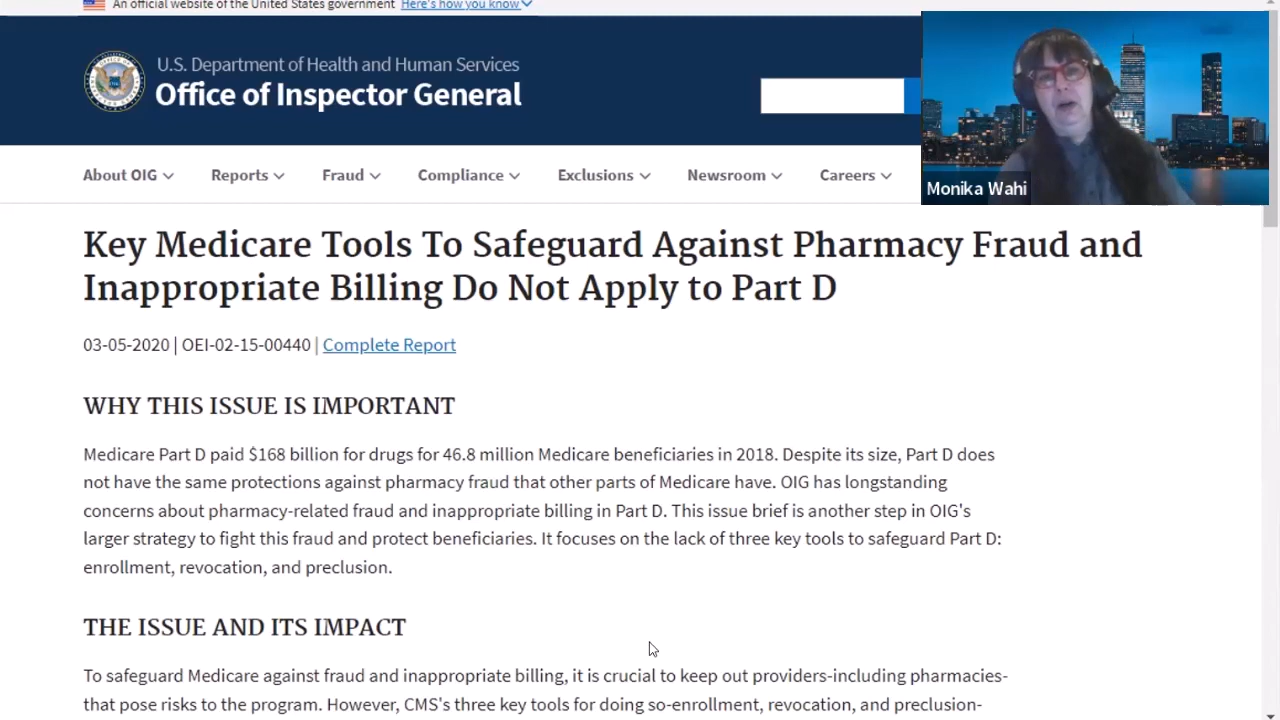 An official website of the United States government Here's how you know
U.S. Department of Health and Human Services
Office of Inspector General
About OIG Reports Fraud Compliance Exclusions Newsroom Careers
Monika Wahi
Key Medicare Tools To Safeguard Against Pharmacy Fraud and
Inappropriate Billing Do Not Apply to Part D
03-05-2020 | OEI-02-15-00440 | Complete Report
WHY THIS ISSUE IS IMPORTANT
Medicare Part D paid $168 billion for drugs for 46.8 million Medicare beneficiaries in 2018. Despite its size, Part D does
not have the same protections against pharmacy fraud that other parts of Medicare have. OIG has longstanding
concerns about pharmacy-related fraud and inappropriate billing in Part D. This issue brief is another step in OIG's
larger strategy to fight this fraud and protect beneficiaries. It focuses on the lack of three key tools to safeguard Part D:
enrollment, revocation, and preclusion.
THE ISSUE AND ITS IMPACT
To safeguard Medicare against fraud and inappropriate billing, it is crucial to keep out providers-including pharmacies-
that pose risks to the program. However, CMS's three key tools for doing so-enrollment, revocation, and preclusion-